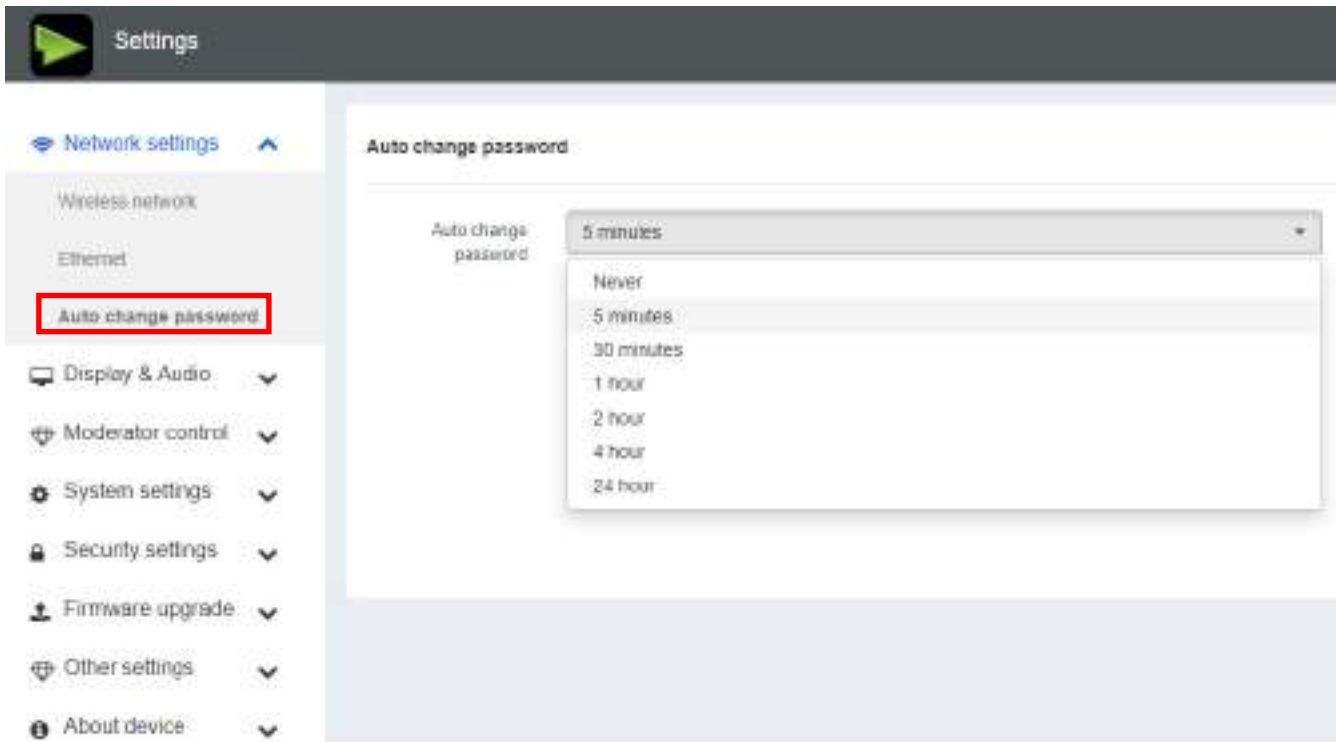 Settings
Network settings
Wireless network
Ethernet
Auto change password
Display & Audio
Moderator control
System settings
Security settings
Firmware upgrade
Other settings
About device
Auto change password
Auto change
password
5 minutes
Never
5 minutes
30 minutes
1 hour
2 hour
4 hour
24 hour